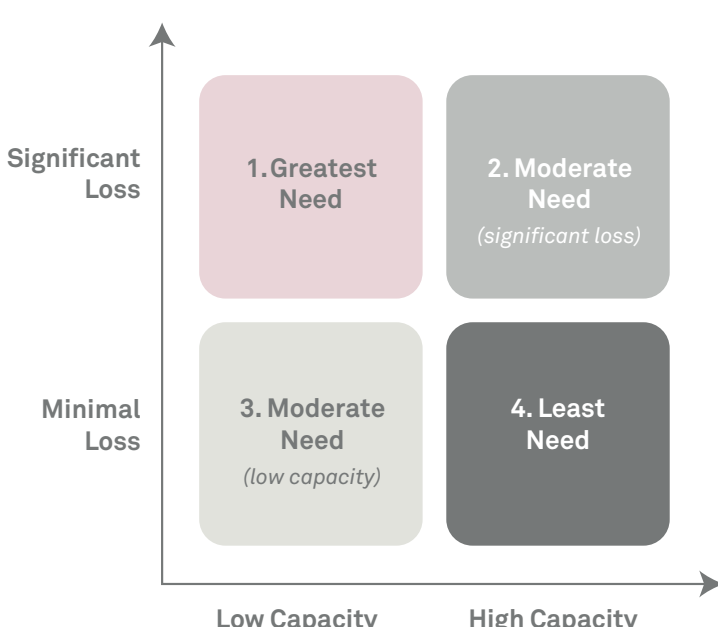 Significant
Loss
1. Greatest
Need
2. Moderate
Need
(significant loss)
Minimal
Loss
3. Moderate
Need
(low capacity)
4. Least
Need
Low Capacity
High Capacity